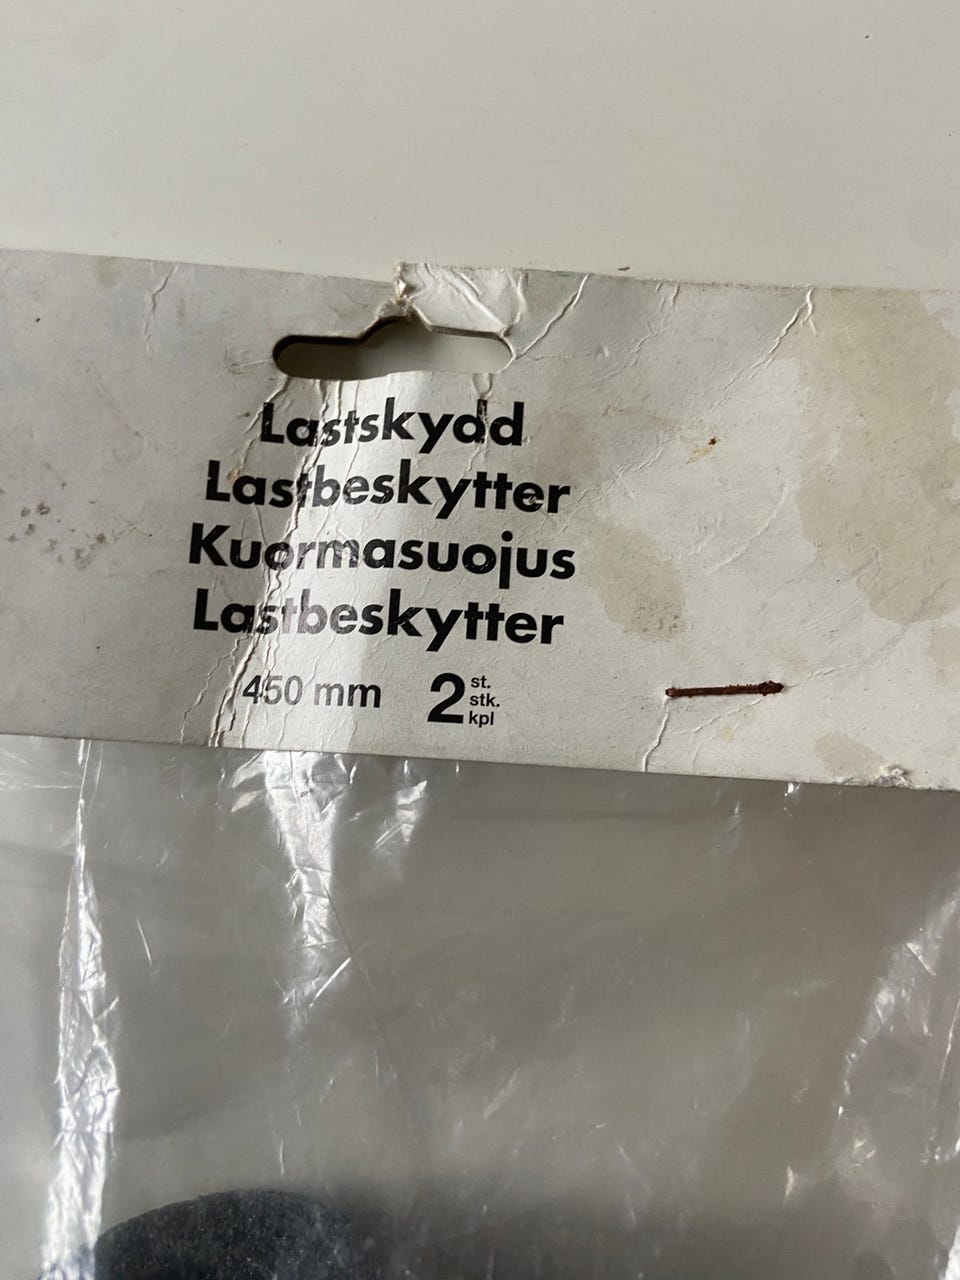 Lastskydd
Lastbeskytter
Kuormasuojus
Lastbeskytter
450 mm 2 st.
stk.
kpl